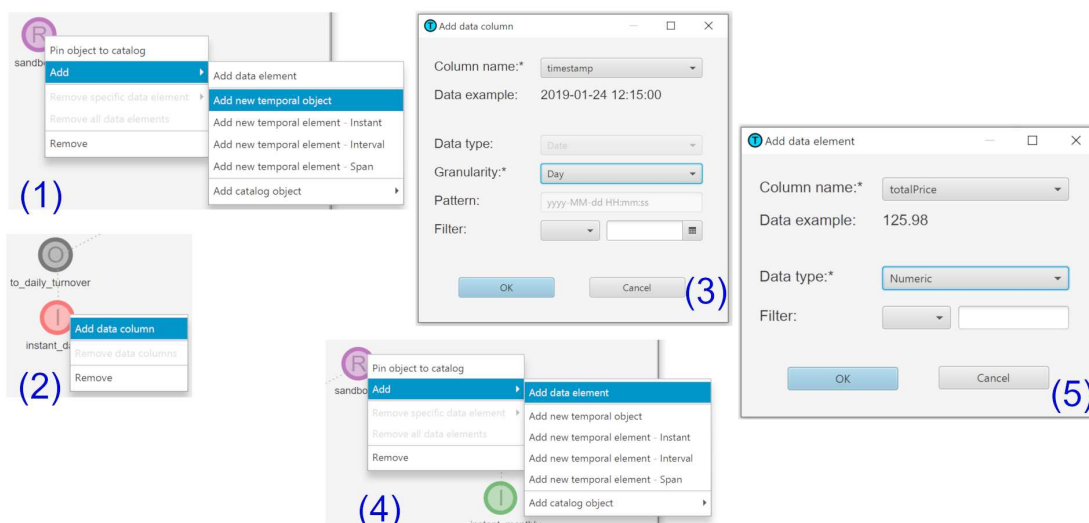 R
sandbo
Pin object to catalog
Add
Remove specific data element
Remove all data elements
Remove
Add data element
Add new temporal object
Add new temporal element - Instant
Add new temporal element - Interval
Add new temporal element - Span
Add catalog object
(1)
O
to_daily_turnover
I
instant_da
Add data column
Remove data columns
Remove
(2)
T Add data column
Column name:* timestamp
Data example: 2019-01-24 12:15:00
Data type: Date
Granularity:* Day
Pattern: yyyy-MM-dd HH:mm:ss
Filter:
OK Cancel
(3)
R
sandbo
Pin object to catalog
Add
Remove specific data element
Remove all data elements
Remove
Add data element
Add new temporal object
Add new temporal element - Instant
Add new temporal element - Interval
Add new temporal element - Span
Add catalog object
I
(4)
T Add data element
Column name:* totalPrice
Data example: 125.98
Data type:* Numeric
Filter:
OK Cancel
(5)